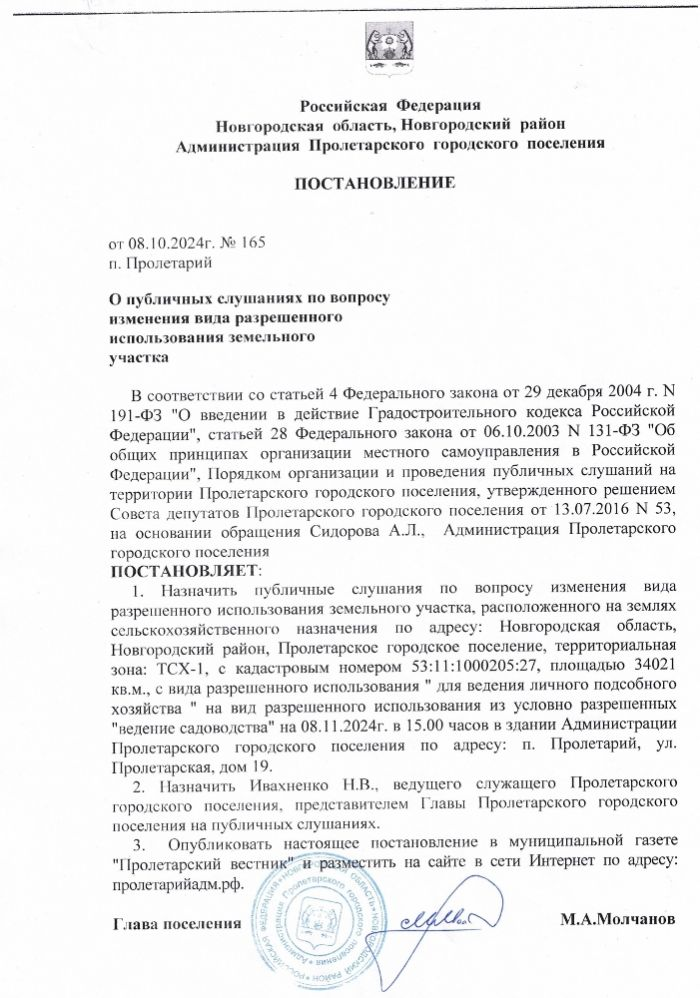 Российская Федерация
Новгородская область, Новгородский район
Администрация Пролетарского городского поселения
ПОСТАНОВЛЕНИЕ
от 08.10.2024г. № 165
п. Пролетарий
О публичных слушаниях по вопросу
изменения вида разрешенного
использования земельного
участка
В соответствии со статьей 4 Федерального закона от 29 декабря 2004 г. N
191-ФЗ "О введении в действие Градостроительного кодекса Российской
Федерации", статьей 28 Федерального закона от 06.10.2003 N 131-ФЗ "Об
общих принципах организации местного самоуправления в Российской
Федерации", Порядком организации и проведения публичных слушаний на
территории Пролетарского городского поселения, утвержденного решением
Совета депутатов Пролетарского городского поселения от 13.07.2016 N 53,
на основании обращения Сидорова А.Л., Администрация Пролетарского
городского поселения
ПОСТАНОВЛЯЕТ:
1. Назначить публичные слушания по вопросу изменения вида
разрешенного использования земельного участка, расположенного на землях
сельскохозяйственного назначения по адресу: Новгородская область,
Новгородский район, Пролетарское городское поселение, территориальная
зона: ТСХ-1, с кадастровым номером 53:11:1000205:27, площадью 34021
кв.м., с вида разрешенного использования " для ведения личного подсобного
хозяйства " на вид разрешенного использования из условно разрешенных
"ведение садоводства" на 08.11.2024г. в 15.00 часов в здании Администрации
Пролетарского городского поселения по адресу: п. Пролетарий, ул.
Пролетарская, дом 19.
2. Назначить Ивахненко Н.В., ведущего служащего Пролетарского
городского поселения, представителем Главы Пролетарского городского
поселения на публичных слушаниях.
3. Опубликовать настоящее постановление в муниципальной газете
"Пролетарский вестник" и разместить на сайте в сети Интернет по адресу:
пролетарийадм.рф.
Глава поселения М.А.Молчанов
РОССИЙСКАЯ ФЕДЕРАЦИЯ * НОВГОРОДСКАЯ ОБЛАСТЬ * НОВГОРОДСКИЙ РАЙОН *
Администрация Пролетарского городского поселения *